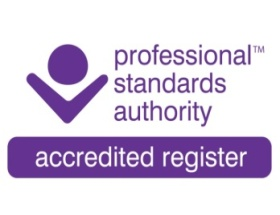 professional™
standards
authority
accredited register